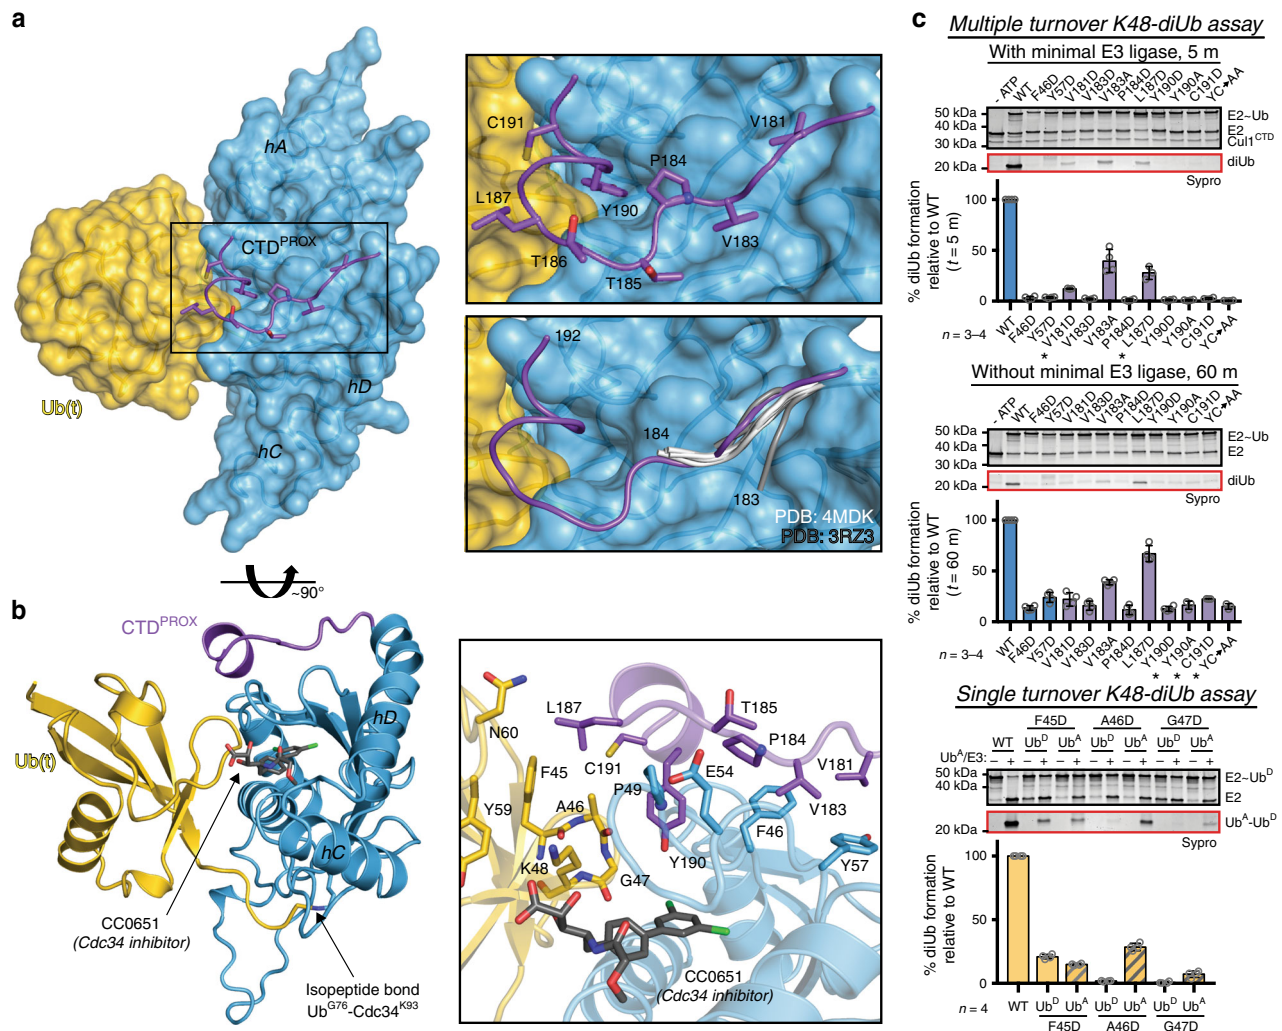 a
hA
CTD^PROX
hD
Ub(t)
hC
~90°
C191
V181
P184
L187
Y190
V183
T186
T185
192
184
183
PDB: 4MDK
PDB: 3RZ3
b
CTD^PROX
hD
Ub(t)
hC
CC0651
(Cdc34 inhibitor)
Isopeptide bond
Ub^G76-Cdc34^K93
N60
L187
T185
P184
F45
C191
E54
V181
P49
Y59
A46
V183
F46
K48
Y190
Y57
G47
CC0651
(Cdc34 inhibitor)
c
Multiple turnover K48-diUb assay
With minimal E3 ligase, 5 m
- ATP WT F46D Y57D V181D V183D V183A P184D L187D Y190D Y190A C191D YC➔AA
50 kDa
40 kDa
30 kDa
20 kDa
E2~Ub
E2
Cul1^CTD
diUb
Sypro
% diUb formation
relative to WT
(t = 5 m)
100
50
0
WT F46D Y57D V181D V183D V183A P184D L187D Y190D Y190A C191D YC➔AA
n = 3–4
* *
Without minimal E3 ligase, 60 m
- ATP WT F46D Y57D V181D V183D V183A P184D L187D Y190D Y190A C191D YC➔AA
50 kDa
40 kDa
30 kDa
20 kDa
E2~Ub
E2
diUb
Sypro
% diUb formation
relative to WT
(t = 60 m)
100
50
0
WT F46D Y57D V181D V183D V183A P184D L187D Y190D Y190A C191D YC➔AA
n = 3–4
* * *
Single turnover K48-diUb assay
F45D A46D G47D
WT Ub^D Ub^A Ub^D Ub^A Ub^D Ub^A
Ub^A/E3: – + – + – + – + – + – + – +
50 kDa
40 kDa
20 kDa
E2~Ub^D
E2
Ub^A-Ub^D
Sypro
% diUb formation
relative to WT
100
50
0
WT Ub^D Ub^A Ub^D Ub^A Ub^D Ub^A
n = 4
F45D A46D G47D